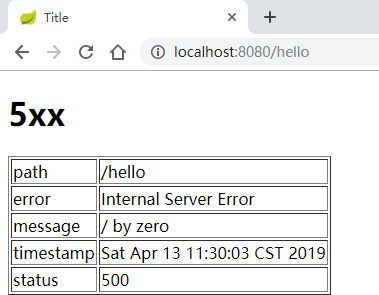 Title
localhost:8080/hello
5xx
path /hello
error Internal Server Error
message / by zero
timestamp Sat Apr 13 11:30:03 CST 2019
status 500